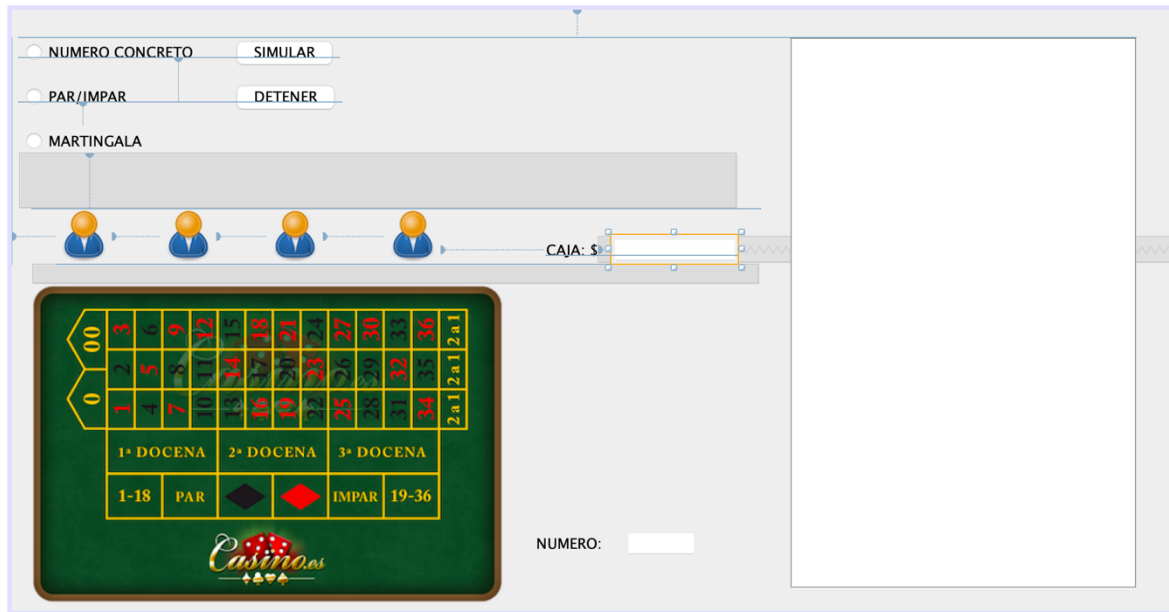 NUMERO CONCRETO SIMULAR
PAR/IMPAR DETENER
MARTINGALA
CAJA: $
00 3 6 9 12 15 18 21 24 27 30 33 36 2a1
2 5 8 11 14 17 20 23 26 29 32 35 2a1
0 1 4 7 10 13 16 19 22 25 28 31 34 2a1
1ª DOCENA 2ª DOCENA 3ª DOCENA
1-18 PAR IMPAR 19-36
Casino.es
NUMERO: